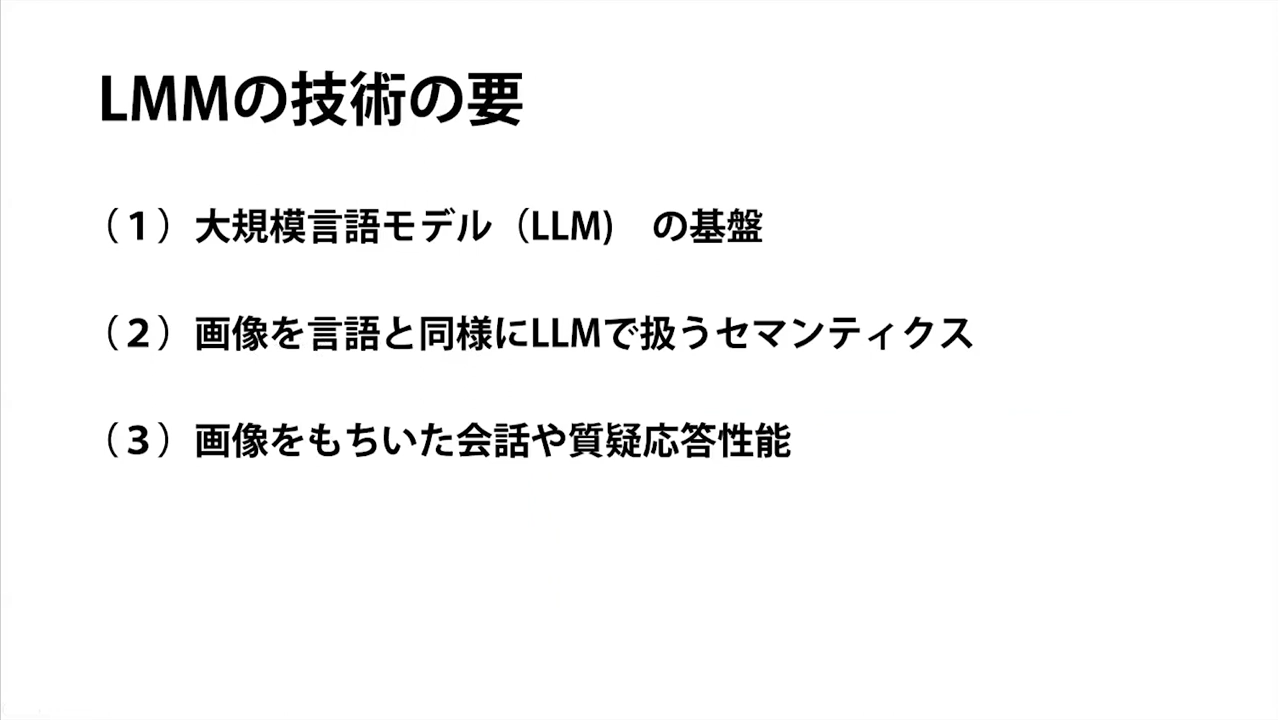 LMMの技術の要
（１）大規模言語モデル（LLM)　の基盤
（２）画像を言語と同様にLLMで扱うセマンティクス
（３）画像をもちいた会話や質疑応答性能